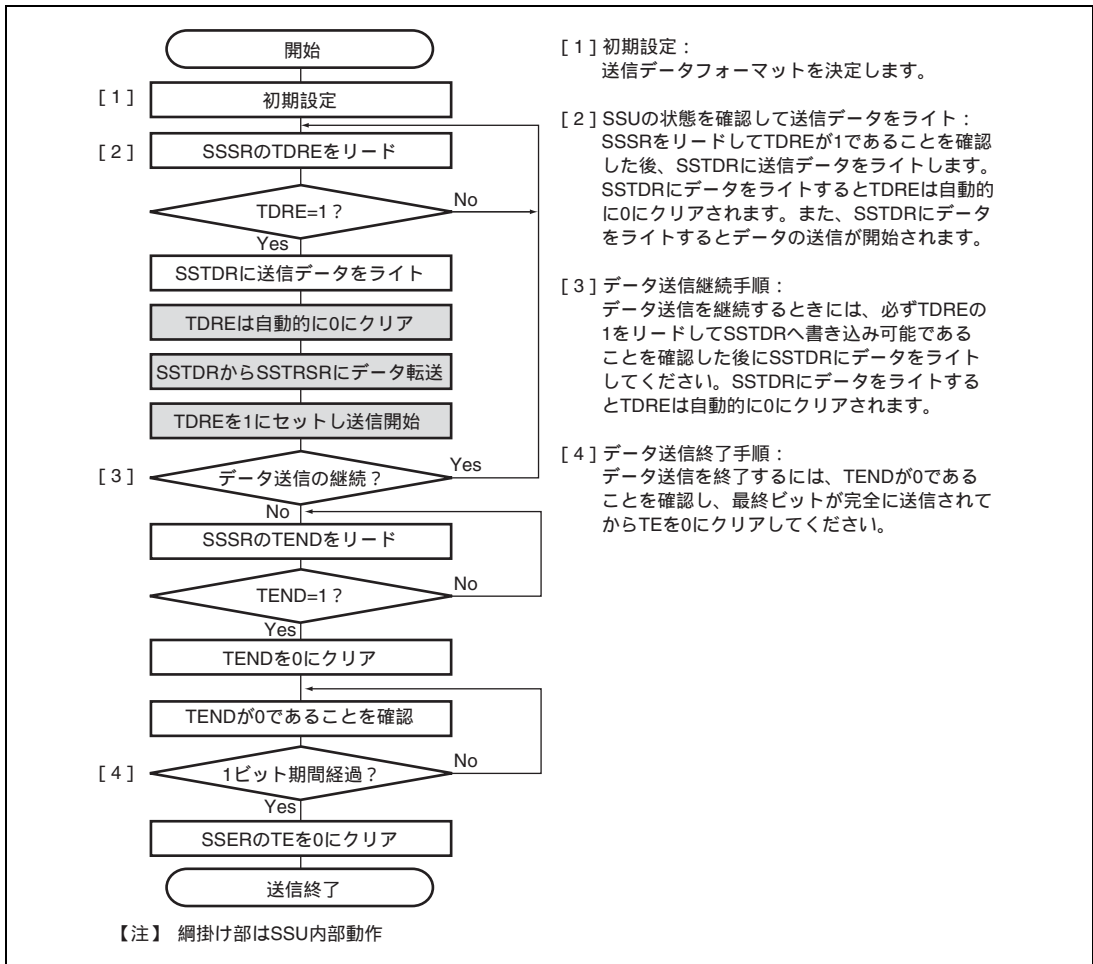 開始
[1] 初期設定
[2] SSSRのTDREをリード
TDRE=1？ No
Yes
SSTDRに送信データをライト
TDREは自動的に0にクリア
SSTDRからSSTRSRにデータ転送
TDREを1にセットし送信開始
[3] データ送信の継続？ Yes
No
SSSRのTENDをリード
TEND=1？ No
Yes
TENDを0にクリア
TENDが0であることを確認
[4] 1ビット期間経過？ No
Yes
SSERのTEを0にクリア
送信終了
【注】 網掛け部はSSU内部動作
[1] 初期設定：
送信データフォーマットを決定します。
[2] SSUの状態を確認して送信データをライト：
SSSRをリードしてTDREが1であることを確認
した後、SSTDRに送信データをライトします。
SSTDRにデータをライトするとTDREは自動的
に0にクリアされます。また、SSTDRにデータ
をライトするとデータの送信が開始されます。
[3] データ送信継続手順：
データ送信を継続するときには、必ずTDREの
1をリードしてSSTDRへ書き込み可能である
ことを確認した後にSSTDRにデータをライト
してください。SSTDRにデータをライトする
とTDREは自動的に0にクリアされます。
[4] データ送信終了手順：
データ送信を終了するには、TENDが0である
ことを確認し、最終ビットが完全に送信されて
からTEを0にクリアしてください。